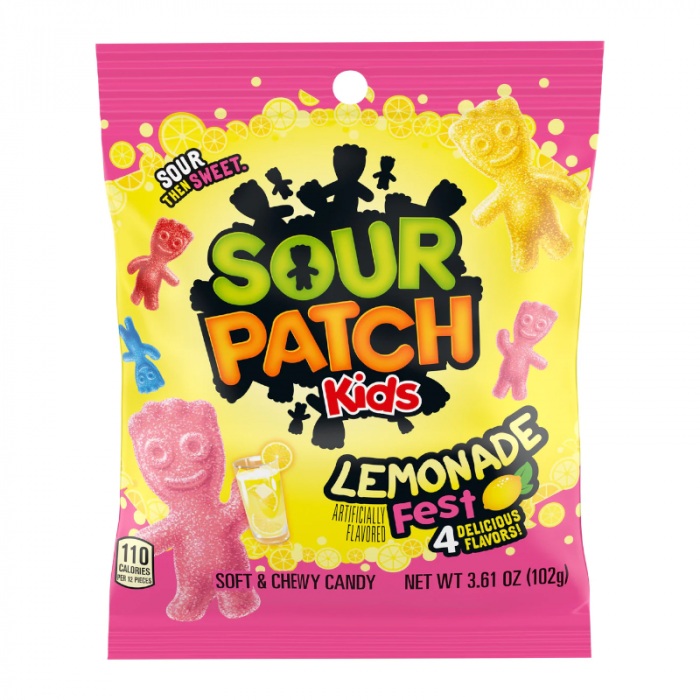 SOUR
THEN SWEET.
SOUR
PATCH
Kids
LEMONADE
Fest
ARTIFICIALLY
FLAVORED
4 DELICIOUS
FLAVORS!
110
CALORIES
PER 12 PIECES
SOFT & CHEWY CANDY NET WT 3.61 OZ (102g)